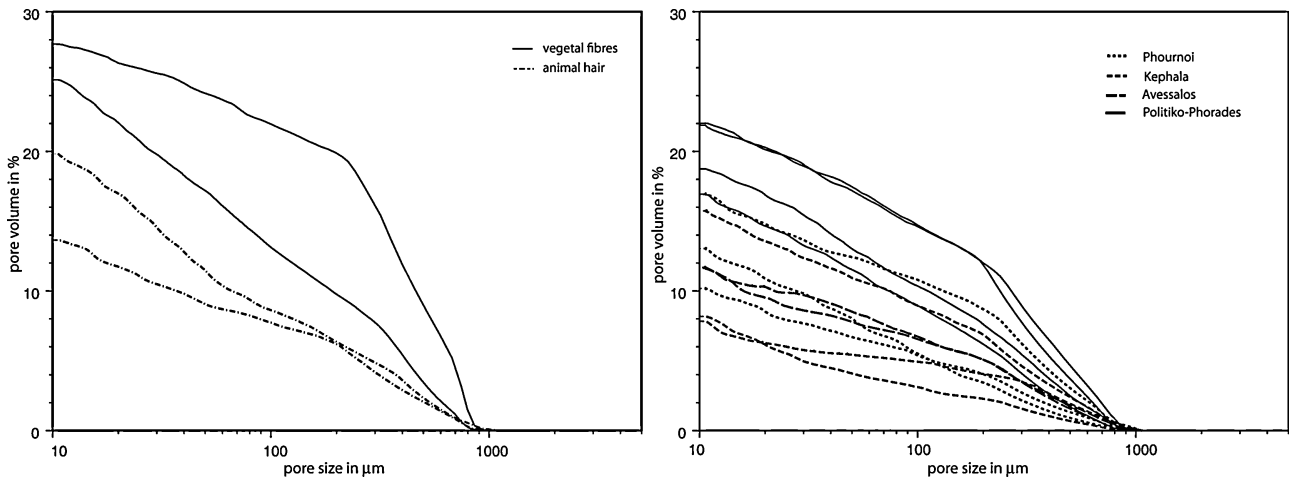 30
20
10
0
pore volume in %
10
100
1000
pore size in µm
vegetal fibres
animal hair
30
20
10
0
pore volume in %
10
100
1000
pore size in µm
Phournoi
Kephala
Avessalos
Politiko-Phorades